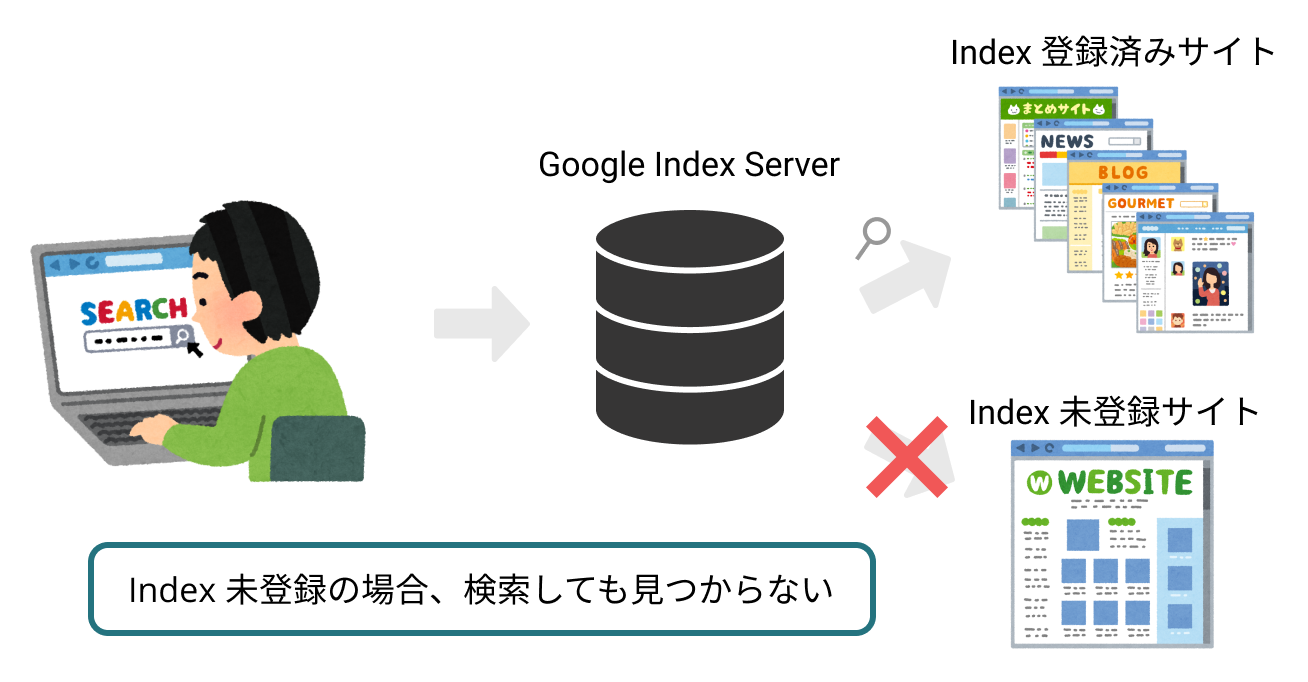 Index 登録済みサイト
まとめサイト
NEWS
BLOG
GOURMET
Google Index Server
SEARCH
Index 未登録サイト
W WEBSITE
Index 未登録の場合、検索しても見つからない